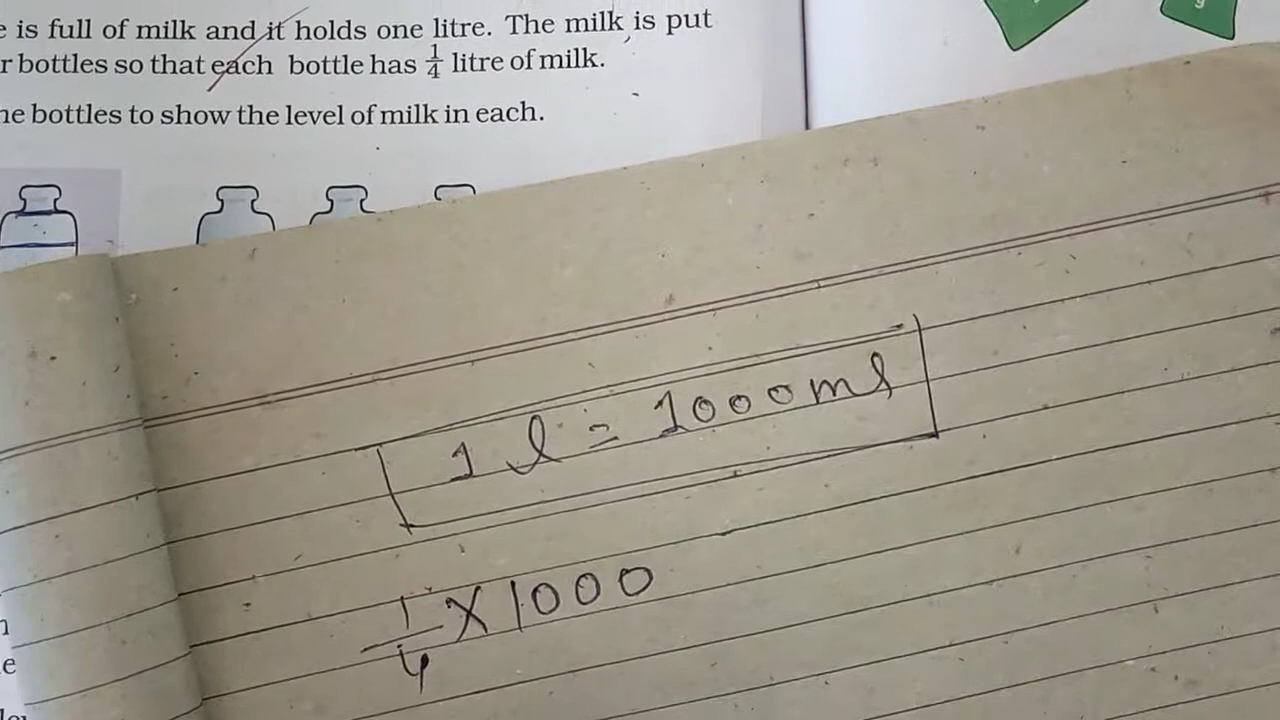 is full of milk and it holds one litre. The milk is put
bottles so that each bottle has 1/4 litre of milk.
bottles to show the level of milk in each.
1 l = 1000 ml
1/4 X 1000